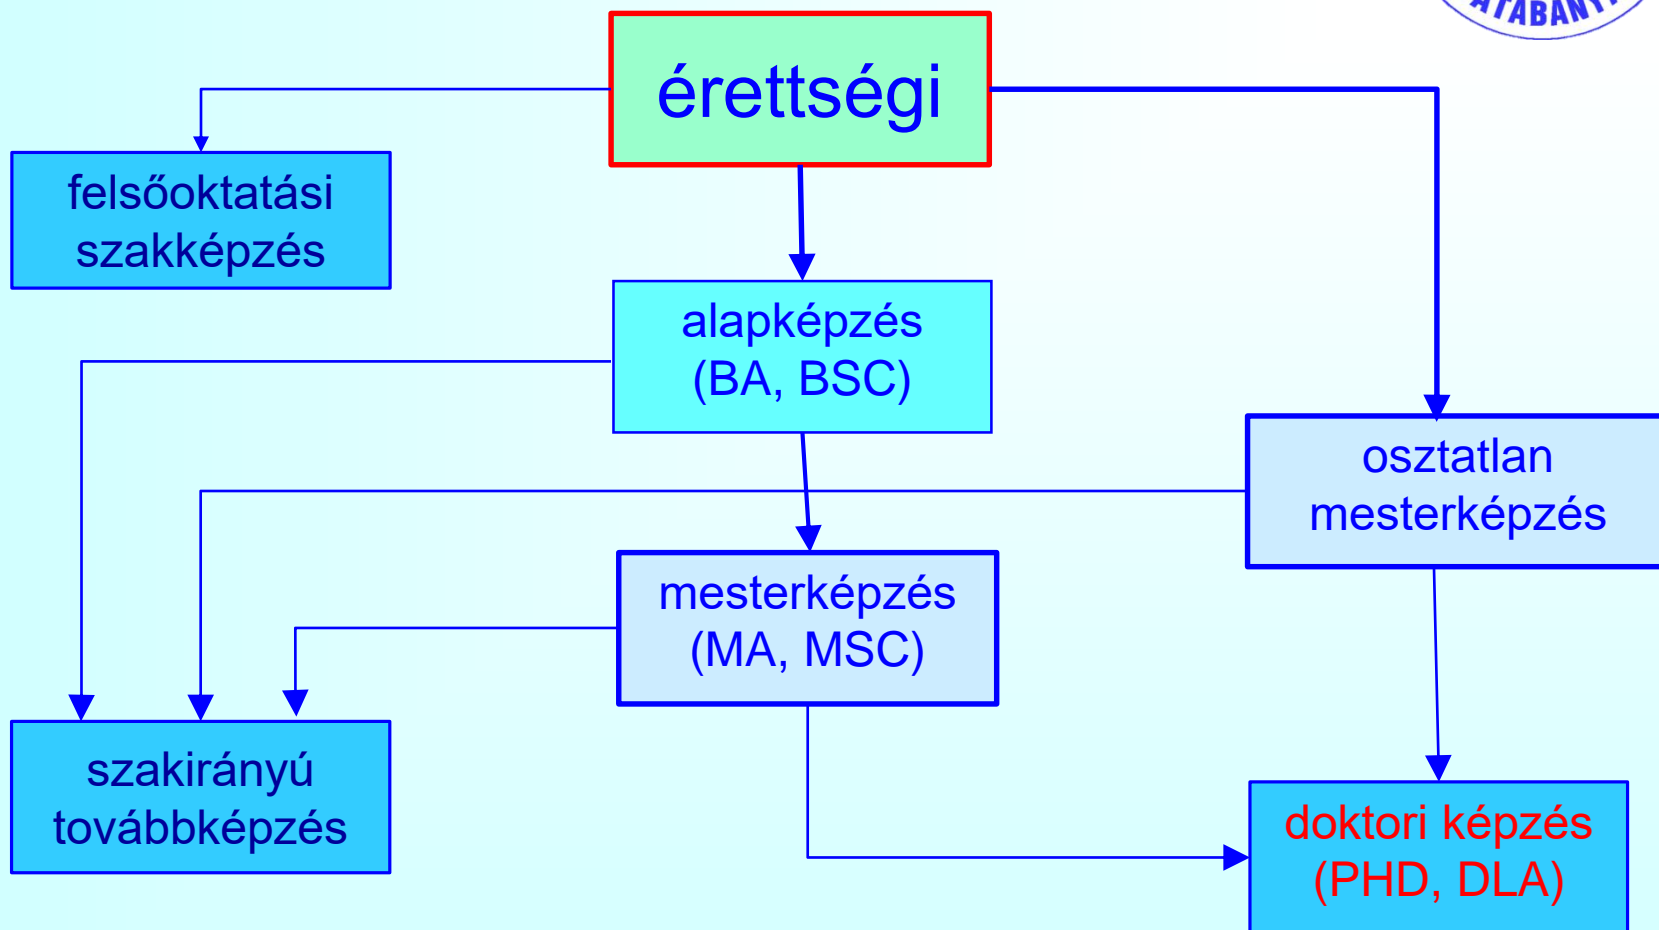 érettségi
felsőoktatási
szakképzés
alapképzés
(BA, BSC)
osztatlan
mesterképzés
mesterképzés
(MA, MSC)
szakirányú
továbbképzés
doktori képzés
(PHD, DLA)